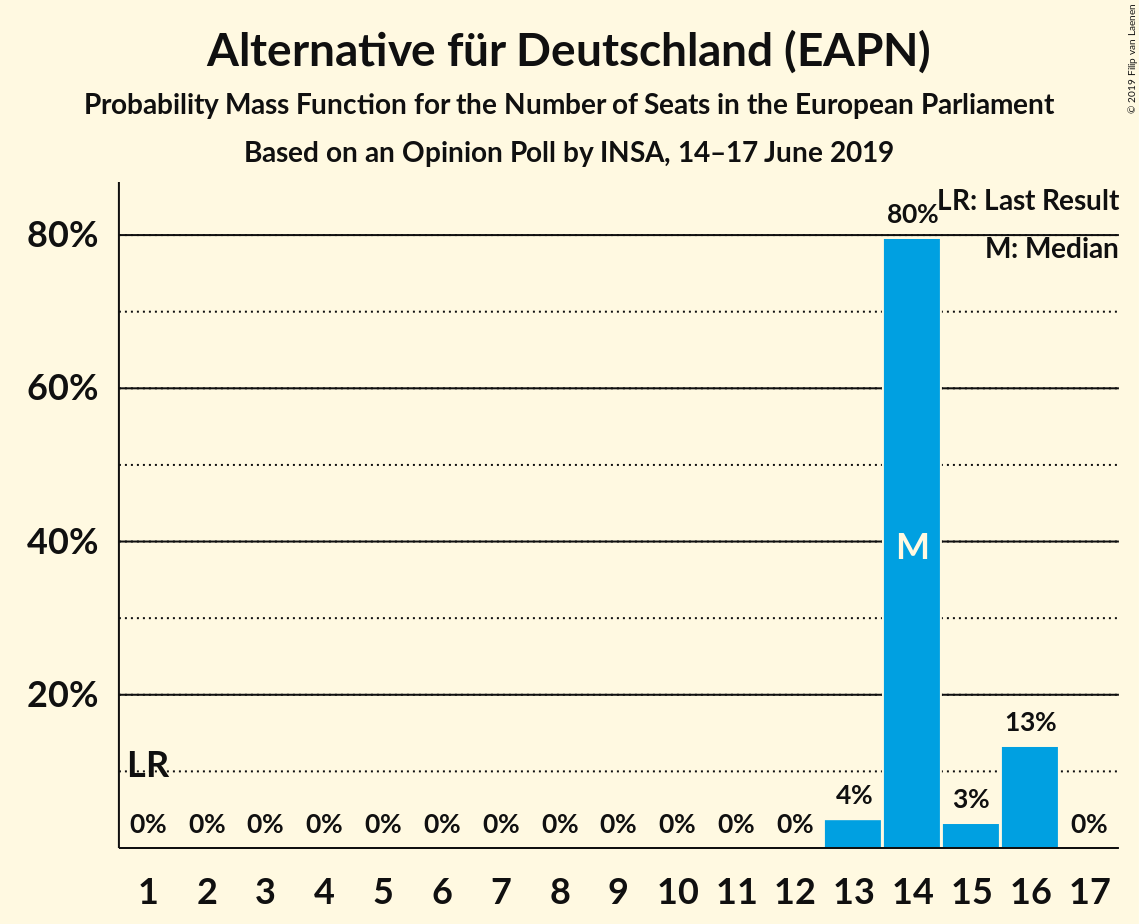 Alternative für Deutschland (EAPN)
Probability Mass Function for the Number of Seats in the European Parliament
Based on an Opinion Poll by INSA, 14–17 June 2019
© 2019 Filip van Laenen
LR: Last Result
M: Median
80%
60%
40%
20%
LR
0% 0% 0% 0% 0% 0% 0% 0% 0% 0% 0% 0% 4% 80% 3% 13% 0%
M
1 2 3 4 5 6 7 8 9 10 11 12 13 14 15 16 17